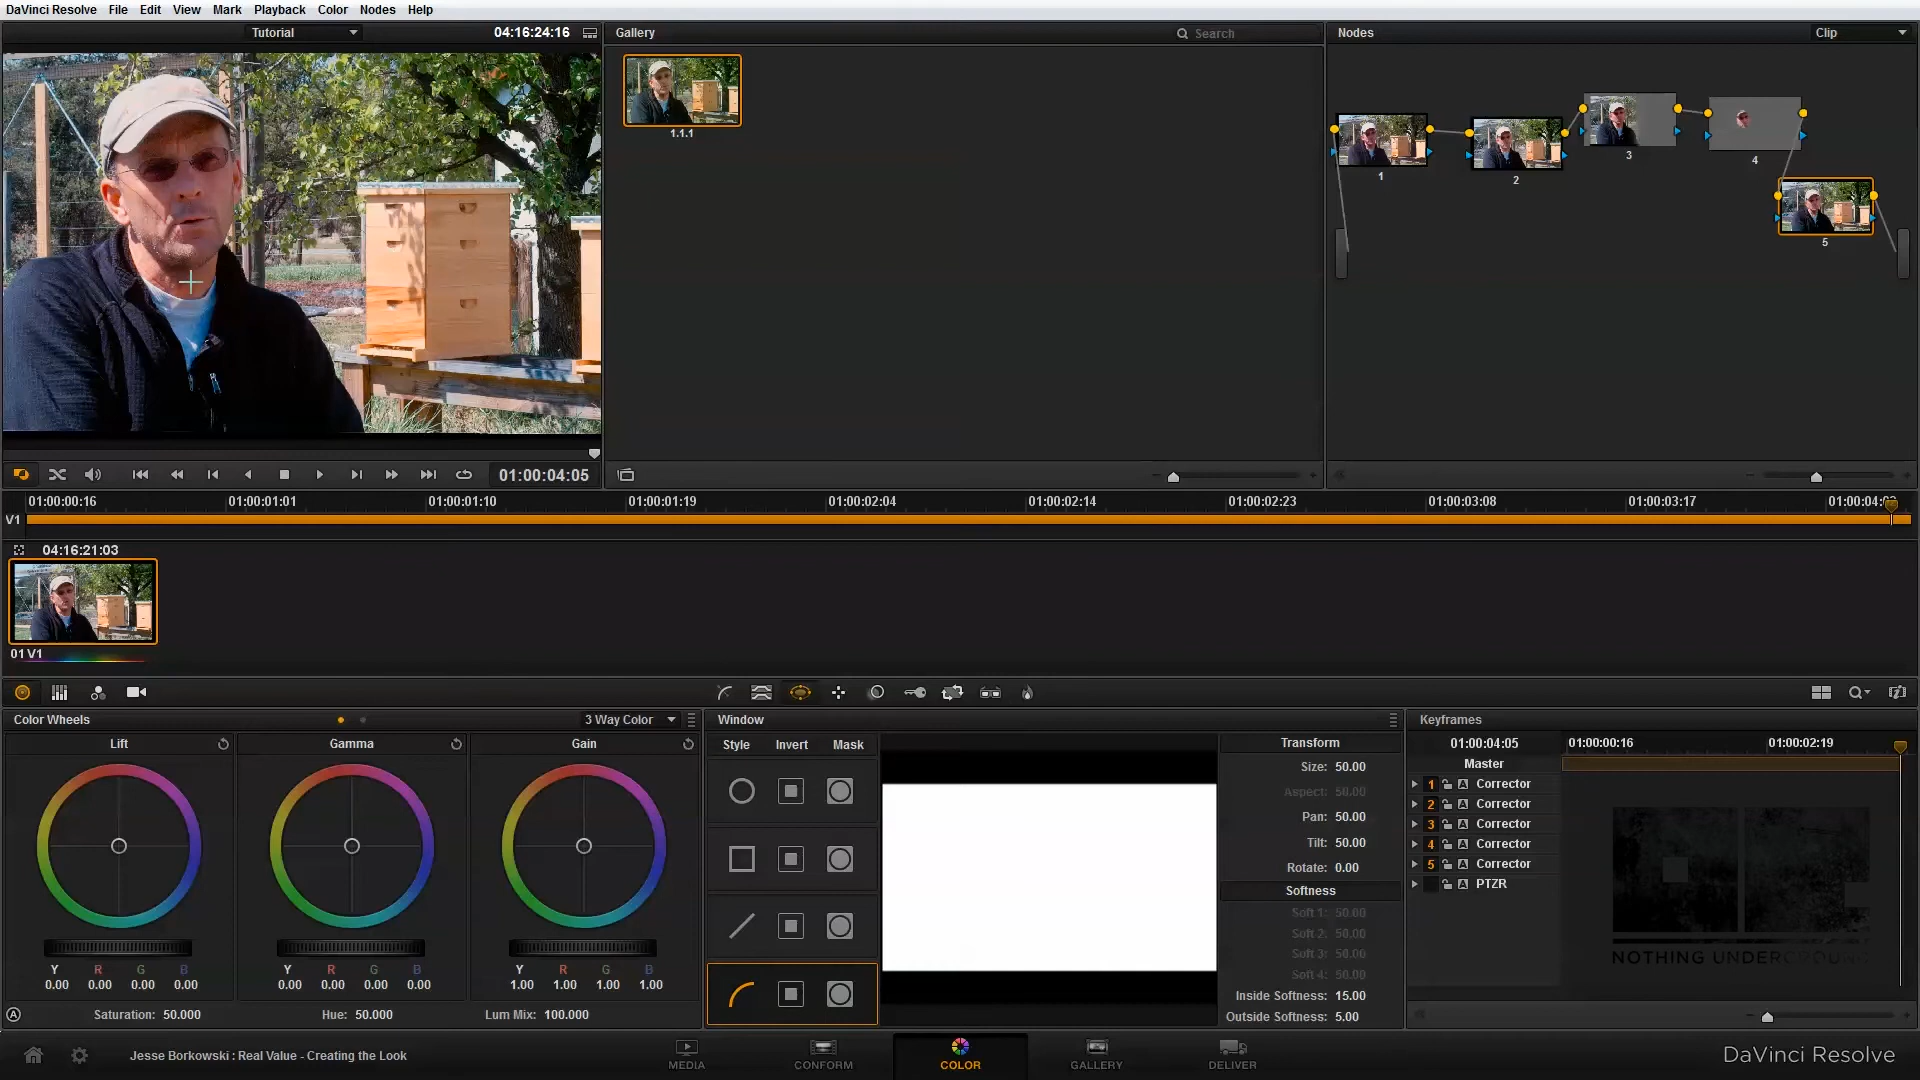 DaVinci Resolve File Edit View Mark Playback Color Nodes Help
Tutorial 04:16:24:16 Gallery Search Nodes Clip
1.1.1
1 2 3 4
5
01:00:04:05
01:00:00:16 01:00:01:01 01:00:01:10 01:00:01:19 01:00:02:04 01:00:02:14 01:00:02:23 01:00:03:08 01:00:03:17
V1
04:16:21:03
01 V1
Color Wheels 3 Way Color
Lift Gamma Gain
Y R G B Y R G B Y R G B
0.00 0.00 0.00 0.00 0.00 0.00 0.00 0.00 1.00 1.00 1.00 1.00
A Saturation: 50.000 Hue: 50.000 Lum Mix: 100.000
Window
Style Invert Mask
Transform
Size: 50.00
Aspect: 50.00
Pan: 50.00
Tilt: 50.00
Rotate: 0.00
Softness
Soft 1: 50.00
Soft 2: 50.00
Soft 3: 50.00
Soft 4: 50.00
Inside Softness: 15.00
Outside Softness: 5.00
Keyframes
01:00:04:05 01:00:00:16 01:00:02:19
Master
1 A Corrector
2 A Corrector
3 A Corrector
4 A Corrector
5 A Corrector
A PTZR
NOTHING UNDERGROUND
Jesse Borkowski : Real Value - Creating the Look
MEDIA CONFORM COLOR GALLERY DELIVER
DaVinci Resolve